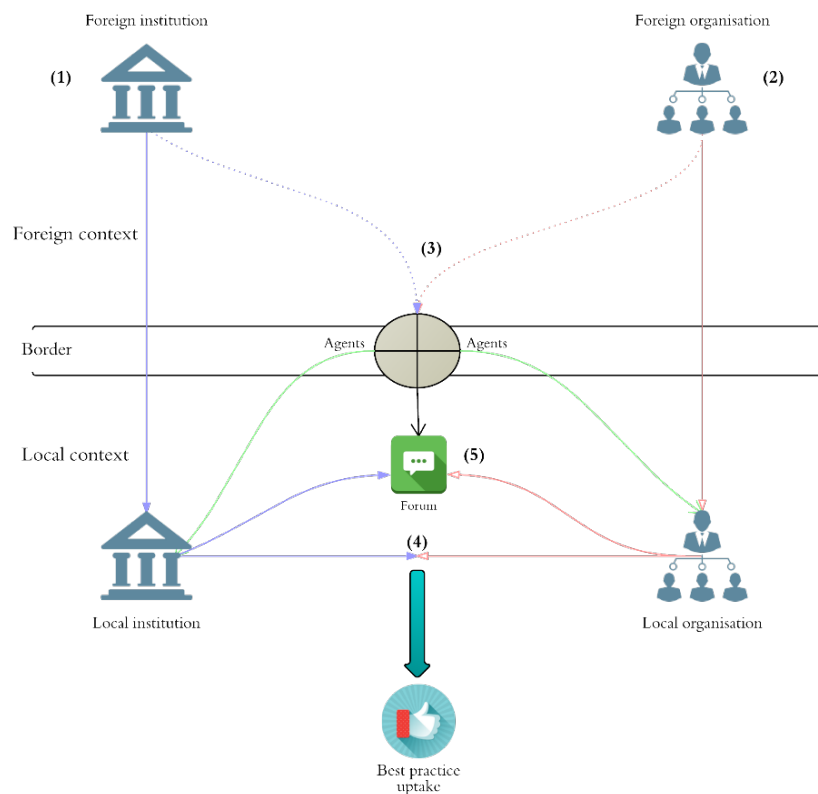 Foreign institution
Foreign organisation
(1)
(2)
Foreign context
(3)
Border
Agents
Agents
Local context
(5)
Forum
(4)
Local institution
Local organisation
Best practice
uptake